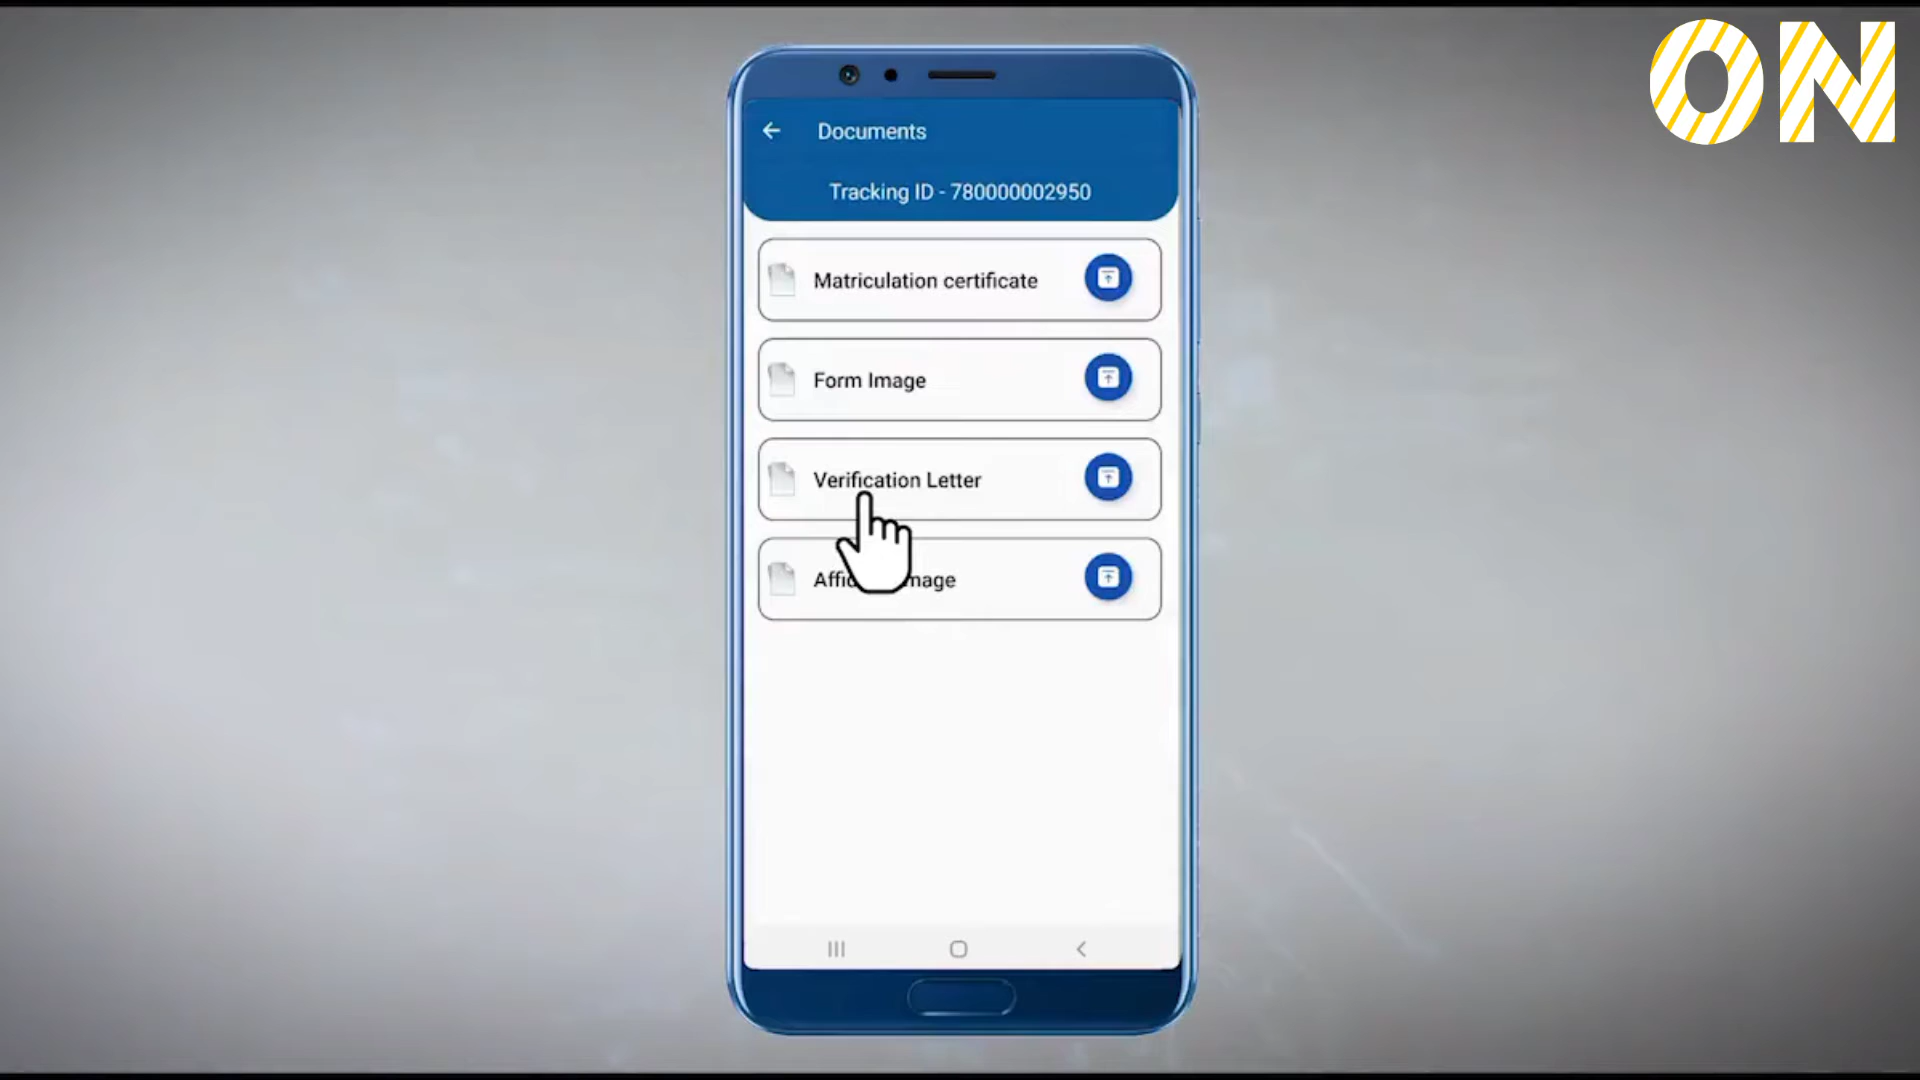 ON
Documents
Tracking ID - 780000002950
Matriculation certificate
Form Image
Verification Letter